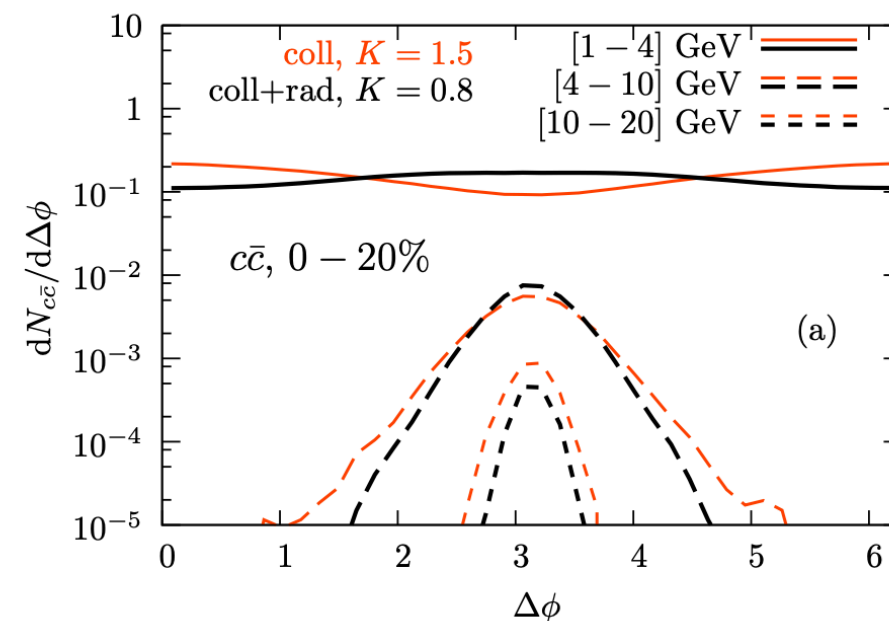 10
1
10⁻¹
10⁻²
10⁻³
10⁻⁴
10⁻⁵
dN_{cc̄}/dΔϕ
coll, K = 1.5
coll+rad, K = 0.8
[1 − 4] GeV
[4 − 10] GeV
[10 − 20] GeV
cc̄, 0 − 20%
(a)
0 1 2 3 4 5 6
Δϕ